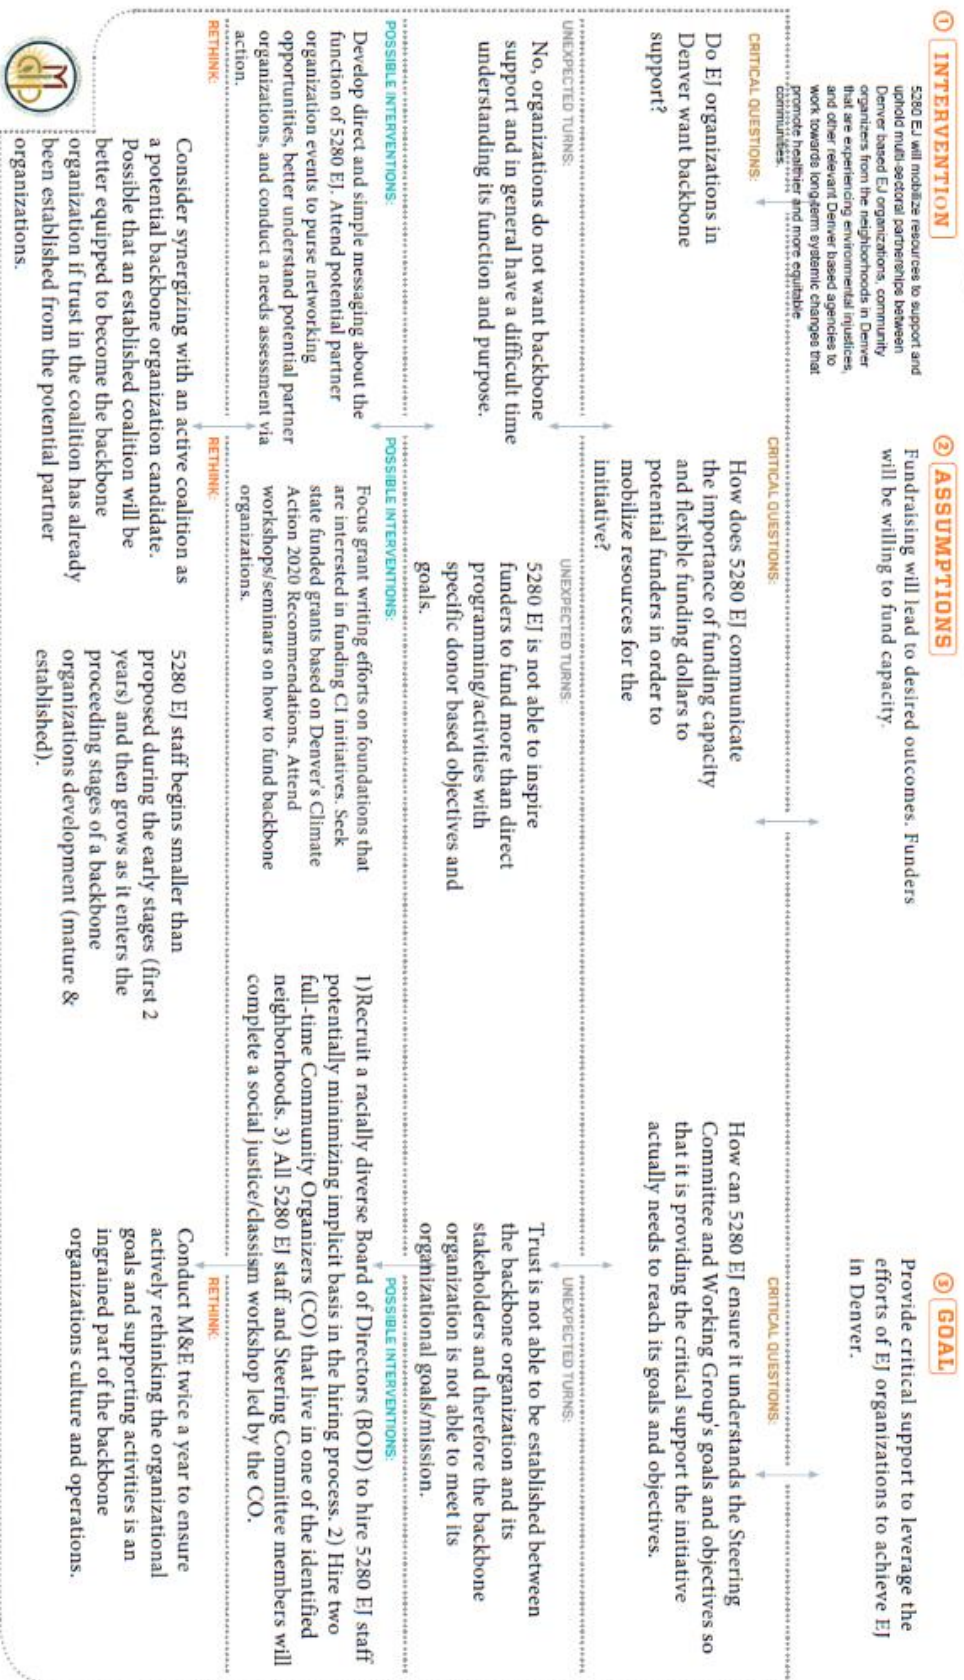 ① INTERVENTION
5280 EJ will mobilize resources to support and
uphold multi-sectoral partnerships between
Denver based EJ organizations, community
organizers from the neighborhoods in Denver
that are experiencing environmental injustices,
and other relevant Denver based agencies to
work towards long-term systemic changes that
promote healthier and more equitable
communities.
② ASSUMPTIONS
Fundraising will lead to desired outcomes. Funders
will be willing to fund capacity.
③ GOAL
Provide critical support to leverage the
efforts of EJ organizations to achieve EJ
in Denver.
CRITICAL QUESTIONS:
Do EJ organizations in
Denver want backbone
support?
CRITICAL QUESTIONS:
How does 5280 EJ communicate
the importance of funding capacity
and flexible funding dollars to
potential funders in order to
mobilize resources for the
initiative?
CRITICAL QUESTIONS:
How can 5280 EJ ensure it understands the Steering
Committee and Working Group's goals and objectives so
that it is providing the critical support the initiative
actually needs to reach its goals and objectives.
UNEXPECTED TURNS:
No, organizations do not want backbone
support and in general have a difficult time
understanding its function and purpose.
UNEXPECTED TURNS:
5280 EJ is not able to inspire
funders to fund more than direct
programming/activities with
specific donor based objectives and
goals.
UNEXPECTED TURNS:
Trust is not able to be established between
the backbone organization and its
stakeholders and therefore the backbone
organization is not able to meet its
organizational goals/mission.
POSSIBLE INTERVENTIONS:
Develop direct and simple messaging about the
function of 5280 EJ. Attend potential partner
organization events to purse networking
opportunities, better understand potential partner
organizations, and conduct a needs assessment via
action.
POSSIBLE INTERVENTIONS:
Focus grant writing efforts on foundations that
are interested in funding CI initiatives. Seek
state funded grants based on Denver's Climate
Action 2020 Recommendations. Attend
workshops/seminars on how to fund backbone
organizations.
POSSIBLE INTERVENTIONS:
1)Recruit a racially diverse Board of Directors (BOD) to hire 5280 EJ staff
potentially minimizing implicit basis in the hiring process. 2) Hire two
full-time Community Organizers (CO) that live in one of the identified
neighborhoods. 3) All 5280 EJ staff and Steering Committee members will
complete a social justice/classism workshop led by the CO.
RETHINK:
Consider synergizing with an active coalition as
a potential backbone organization candidate.
Possible that an established coalition will be
better equipped to become the backbone
organization if trust in the coalition has already
been established from the potential partner
organizations.
RETHINK:
5280 EJ staff begins smaller than
proposed during the early stages (first 2
years) and then grows as it enters the
proceeding stages of a backbone
organizations development (mature &
established).
RETHINK:
Conduct M&E twice a year to ensure
actively rethinking the organizational
goals and supporting activities is an
ingrained part of the backbone
organizations culture and operations.
M
dp